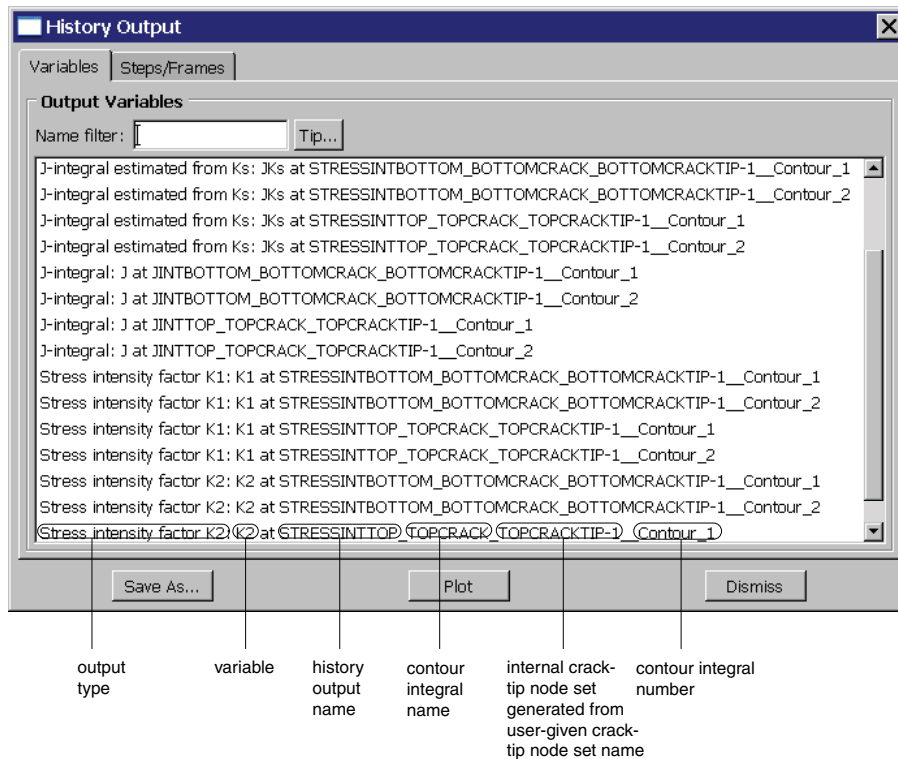 History Output
Variables Steps/Frames
Output Variables
Name filter: Tip...
J-integral estimated from Ks: JKs at STRESSINTBOTTOM_BOTTOMCRACK_BOTTOMCRACKTIP-1__Contour_1
J-integral estimated from Ks: JKs at STRESSINTBOTTOM_BOTTOMCRACK_BOTTOMCRACKTIP-1__Contour_2
J-integral estimated from Ks: JKs at STRESSINTTOP_TOPCRACK_TOPCRACKTIP-1__Contour_1
J-integral estimated from Ks: JKs at STRESSINTTOP_TOPCRACK_TOPCRACKTIP-1__Contour_2
J-integral: J at JINTBOTTOM_BOTTOMCRACK_BOTTOMCRACKTIP-1__Contour_1
J-integral: J at JINTBOTTOM_BOTTOMCRACK_BOTTOMCRACKTIP-1__Contour_2
J-integral: J at JINTTOP_TOPCRACK_TOPCRACKTIP-1__Contour_1
J-integral: J at JINTTOP_TOPCRACK_TOPCRACKTIP-1__Contour_2
Stress intensity factor K1: K1 at STRESSINTBOTTOM_BOTTOMCRACK_BOTTOMCRACKTIP-1__Contour_1
Stress intensity factor K1: K1 at STRESSINTBOTTOM_BOTTOMCRACK_BOTTOMCRACKTIP-1__Contour_2
Stress intensity factor K1: K1 at STRESSINTTOP_TOPCRACK_TOPCRACKTIP-1__Contour_1
Stress intensity factor K1: K1 at STRESSINTTOP_TOPCRACK_TOPCRACKTIP-1__Contour_2
Stress intensity factor K2: K2 at STRESSINTBOTTOM_BOTTOMCRACK_BOTTOMCRACKTIP-1__Contour_1
Stress intensity factor K2: K2 at STRESSINTBOTTOM_BOTTOMCRACK_BOTTOMCRACKTIP-1__Contour_2
Stress intensity factor K2: K2 at STRESSINTTOP_TOPCRACK_TOPCRACKTIP-1__Contour_1
Save As... Plot Dismiss
output
type
variable
history
output
name
contour
integral
name
internal crack-
tip node set
generated from
user-given crack-
tip node set name
contour integral
number